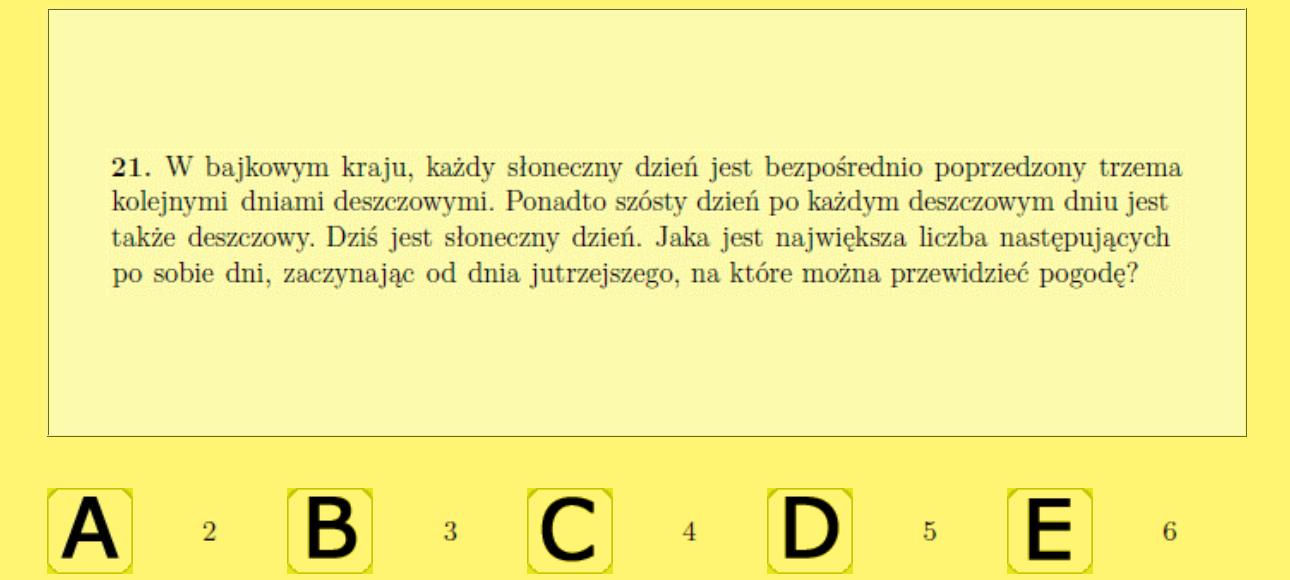 21. W bajkowym kraju, każdy słoneczny dzień jest bezpośrednio poprzedzony trzema
kolejnymi dniami deszczowymi. Ponadto szósty dzień po każdym deszczowym dniu jest
także deszczowy. Dziś jest słoneczny dzień. Jaka jest największa liczba następujących
po sobie dni, zaczynając od dnia jutrzejszego, na które można przewidzieć pogodę?
A 2 B 3 C 4 D 5 E 6